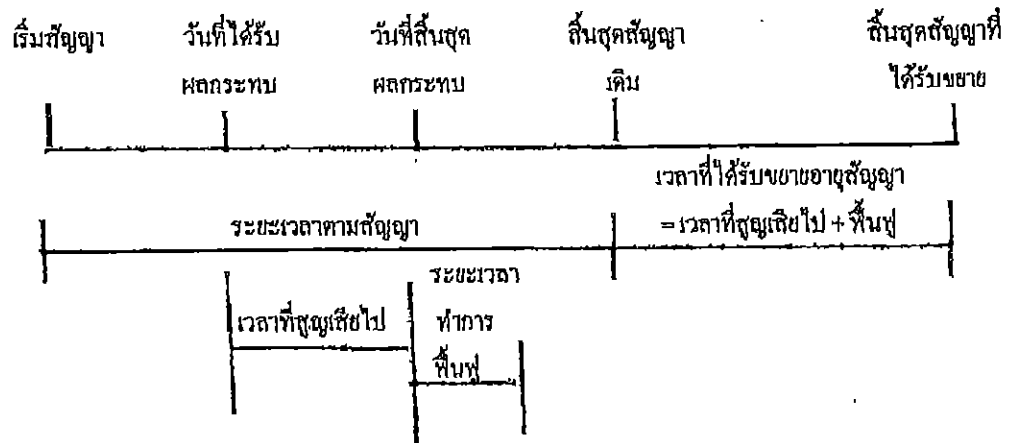 เริ่มสัญญา วันที่ได้รับ วันที่สิ้นสุด สิ้นสุดสัญญา สิ้นสุดสัญญาที่
ผลกระทบ ผลกระทบ เดิม ได้รับขยาย
เวลาที่ได้รับขยายอายุสัญญา
ระยะเวลาตามสัญญา =เวลาที่สูญเสียไป + ฟื้นฟู
ระยะเวลา
เวลาที่สูญเสียไป ทำการ
ฟื้นฟู